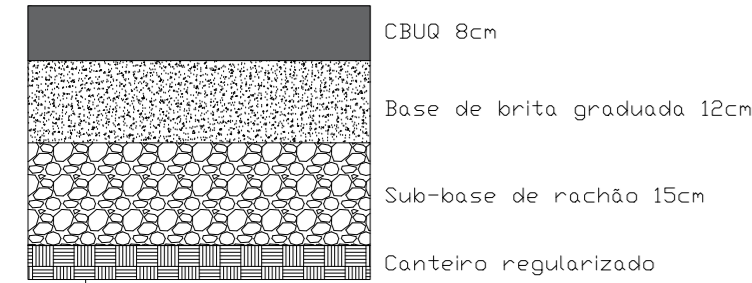 CBUQ 8cm
Base de brita graduada 12cm
Sub-base de rachão 15cm
Canteiro regularizado